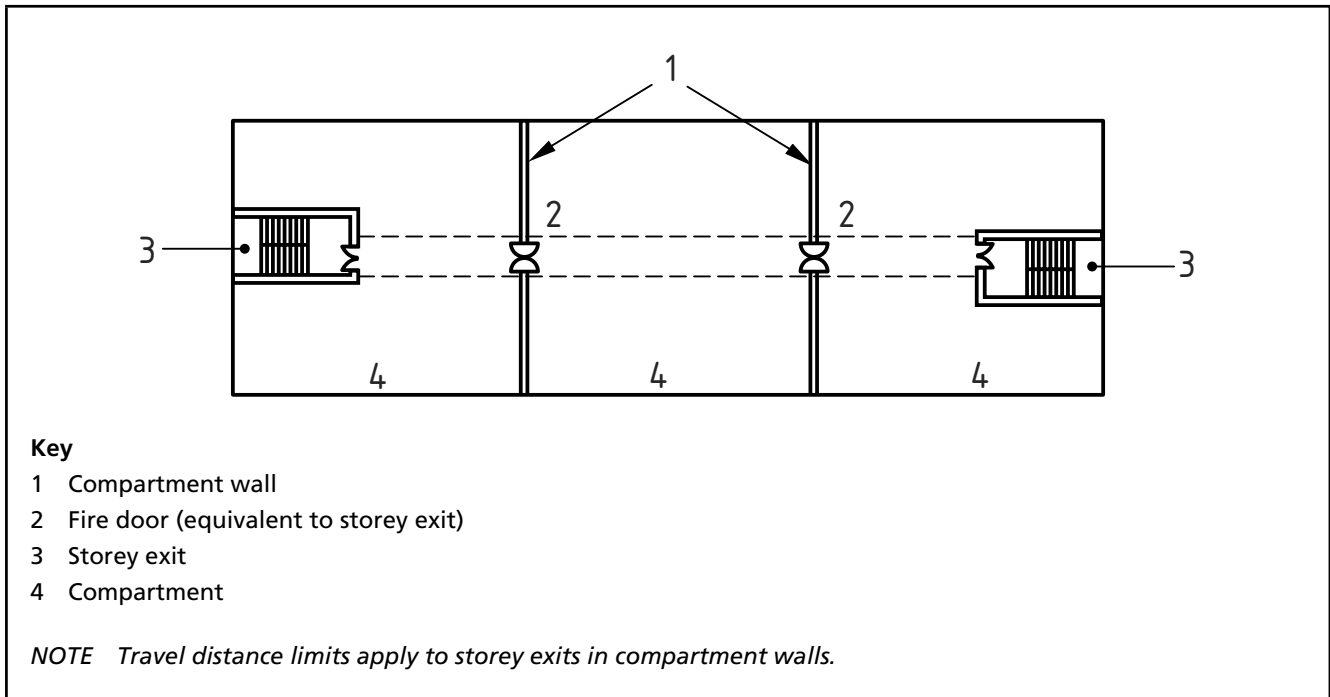 1
2 2
3 3
4 4 4
Key
1 Compartment wall
2 Fire door (equivalent to storey exit)
3 Storey exit
4 Compartment
NOTE Travel distance limits apply to storey exits in compartment walls.